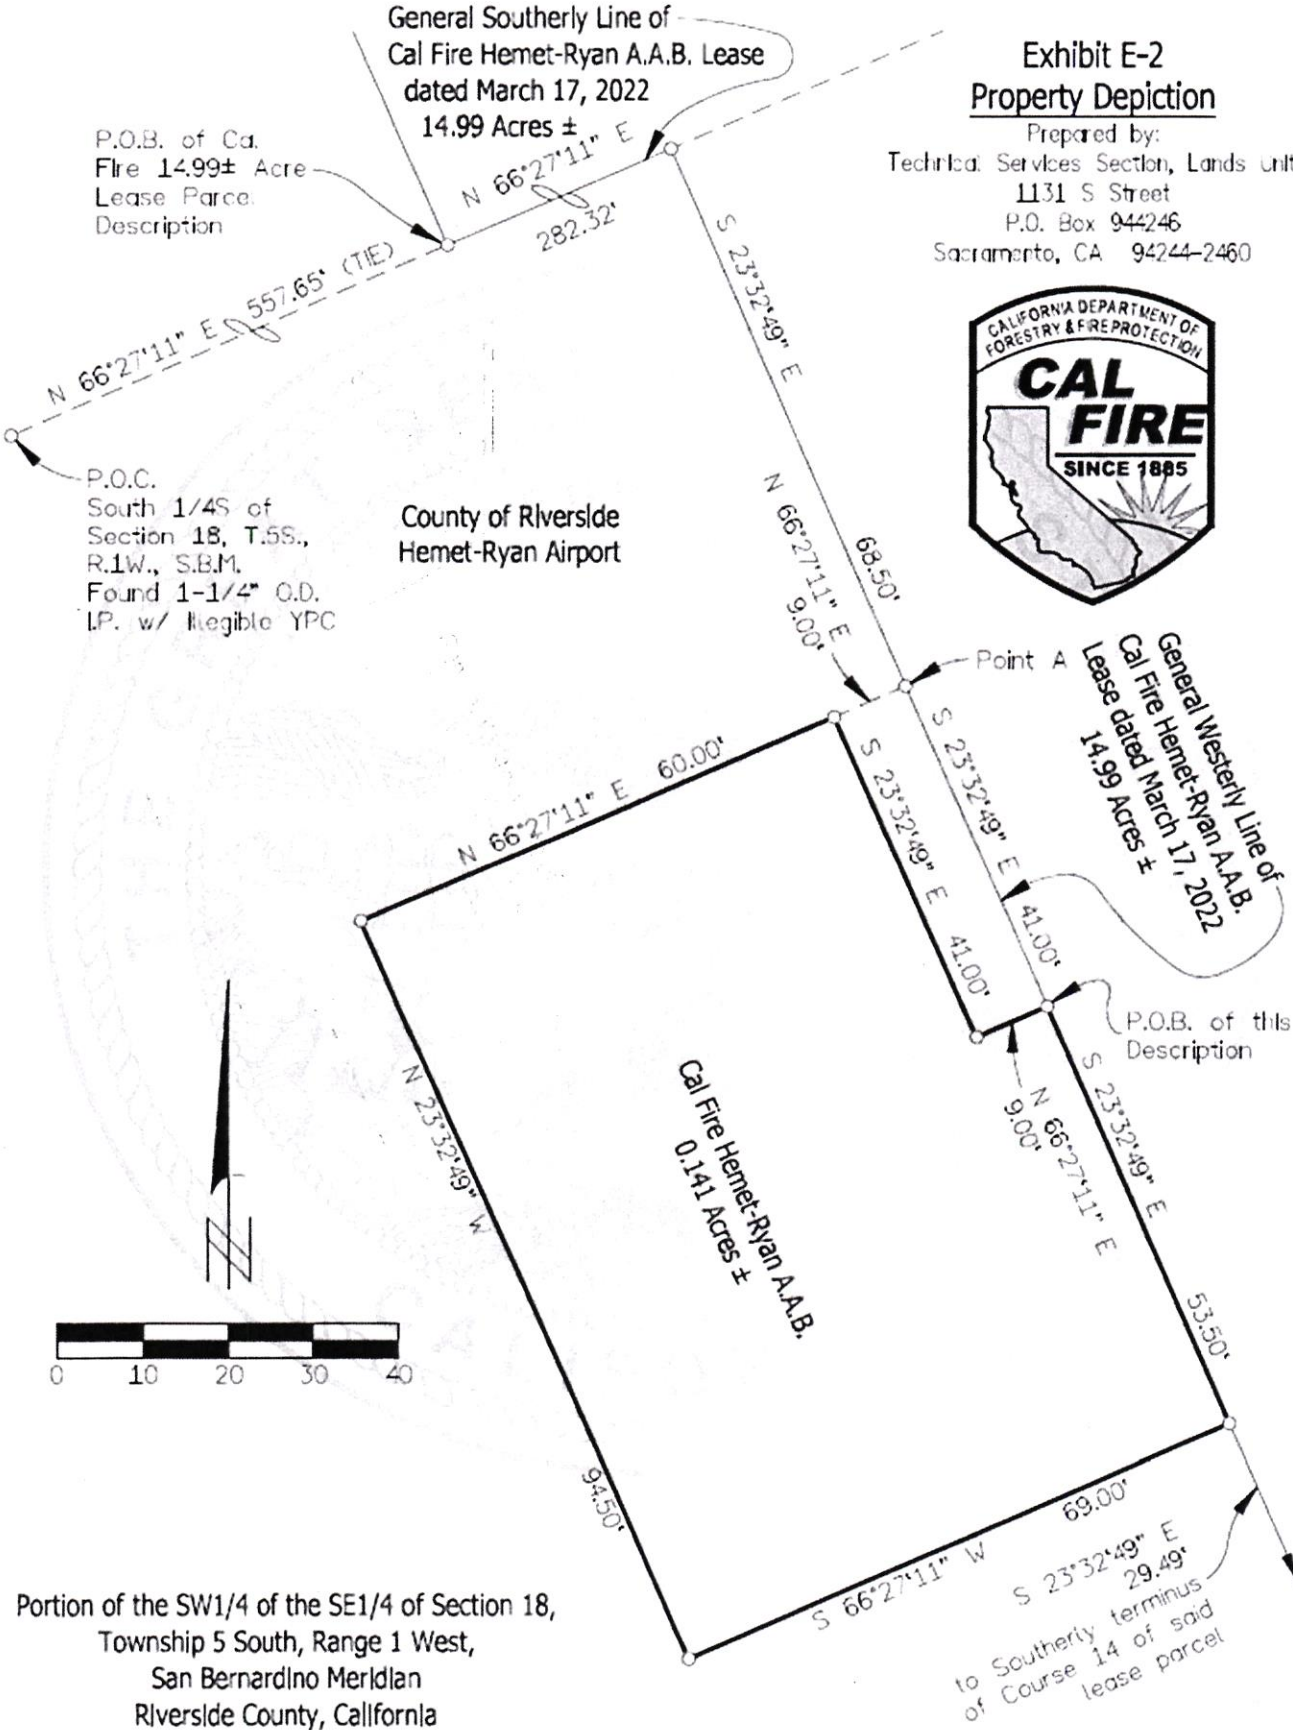 General Southerly Line of
Cal Fire Hemet-Ryan A.A.B. Lease
dated March 17, 2022
14.99 Acres ±
Exhibit E-2
Property Depiction
Prepared by:
Technical Services Section, Lands unit
1131 S Street
P.O. Box 944246
Sacramento, CA 94244-2460
CALIFORNIA DEPARTMENT OF
FORESTRY & FIRE PROTECTION
CAL
FIRE
SINCE 1885
P.O.B. of Ca.
Fire 14.99± Acre
Lease Parcel
Description
N 66°27'11" E
282.32'
N 66°27'11" E 557.65' (TIE)
P.O.C.
South 1/4S of
Section 18, T.5S.,
R.1W., S.B.M.
Found 1-1/4" O.D.
I.P. w/ Illegible YPC
County of Riverside
Hemet-Ryan Airport
S 23°32'49" E
68.50'
N 66°27'11" E
9.00'
Point A
General Westerly Line of
Cal Fire Hemet-Ryan A.A.B.
Lease dated March 17, 2022
14.99 Acres ±
N 66°27'11" E 60.00'
S 23°32'49" E 41.00'
S 23°32'49" E 41.00'
P.O.B. of this
Description
N 66°27'11" E
9.00'
S 23°32'49" E 53.50'
Cal Fire Hemet-Ryan A.A.B.
0.141 Acres ±
N 23°32'49" W
94.50'
N
0 10 20 30 40
S 66°27'11" W 69.00'
S 23°32'49" E
29.49'
to Southerly terminus
of Course 14 of said
lease parcel
Portion of the SW1/4 of the SE1/4 of Section 18,
Township 5 South, Range 1 West,
San Bernardino Meridian
Riverside County, California